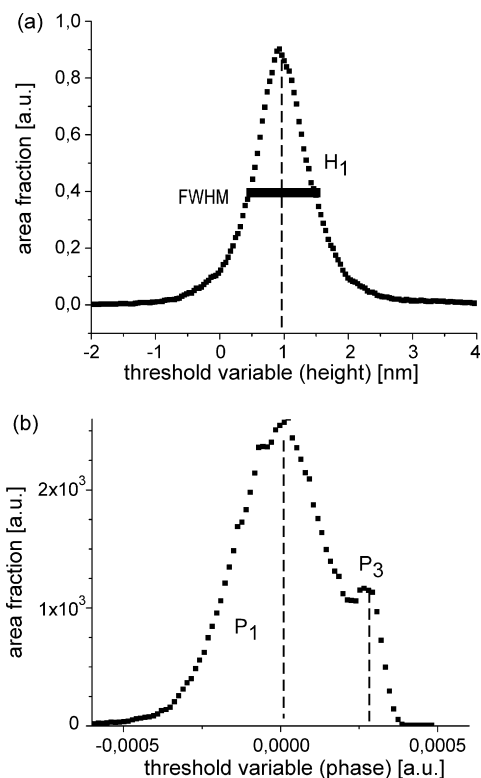 (a)
1,0
0,8
0,6
0,4
0,2
0,0
area fraction [a.u.]
H1
FWHM
-2 -1 0 1 2 3 4
threshold variable (height) [nm]
(b)
2x10³
1x10³
0
area fraction [a.u.]
P1
P3
-0,0005 0,0000 0,0005
threshold variable (phase) [a.u.]